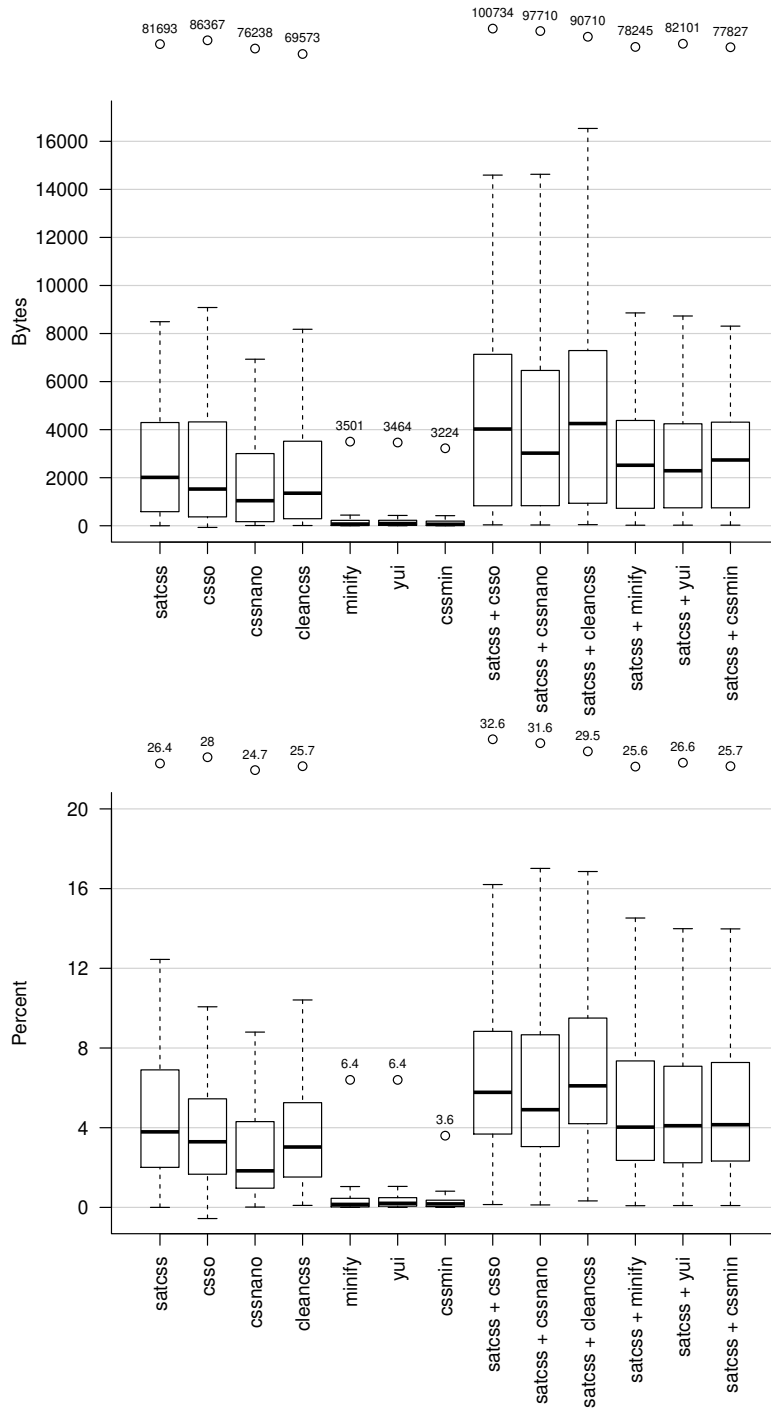 81693 86367 76238 69573 100734 97710 90710 78245 82101 77827
16000
14000
12000
10000
8000
6000
4000
2000
0
Bytes
3501 3464 3224
satcss
csso
cssnano
cleancss
minify
yui
cssmin
satcss + csso
satcss + cssnano
satcss + cleancss
satcss + minify
satcss + yui
satcss + cssmin
26.4 28 24.7 25.7 32.6 31.6 29.5 25.6 26.6 25.7
20
16
12
8
4
0
Percent
6.4 6.4 3.6
satcss
csso
cssnano
cleancss
minify
yui
cssmin
satcss + csso
satcss + cssnano
satcss + cleancss
satcss + minify
satcss + yui
satcss + cssmin